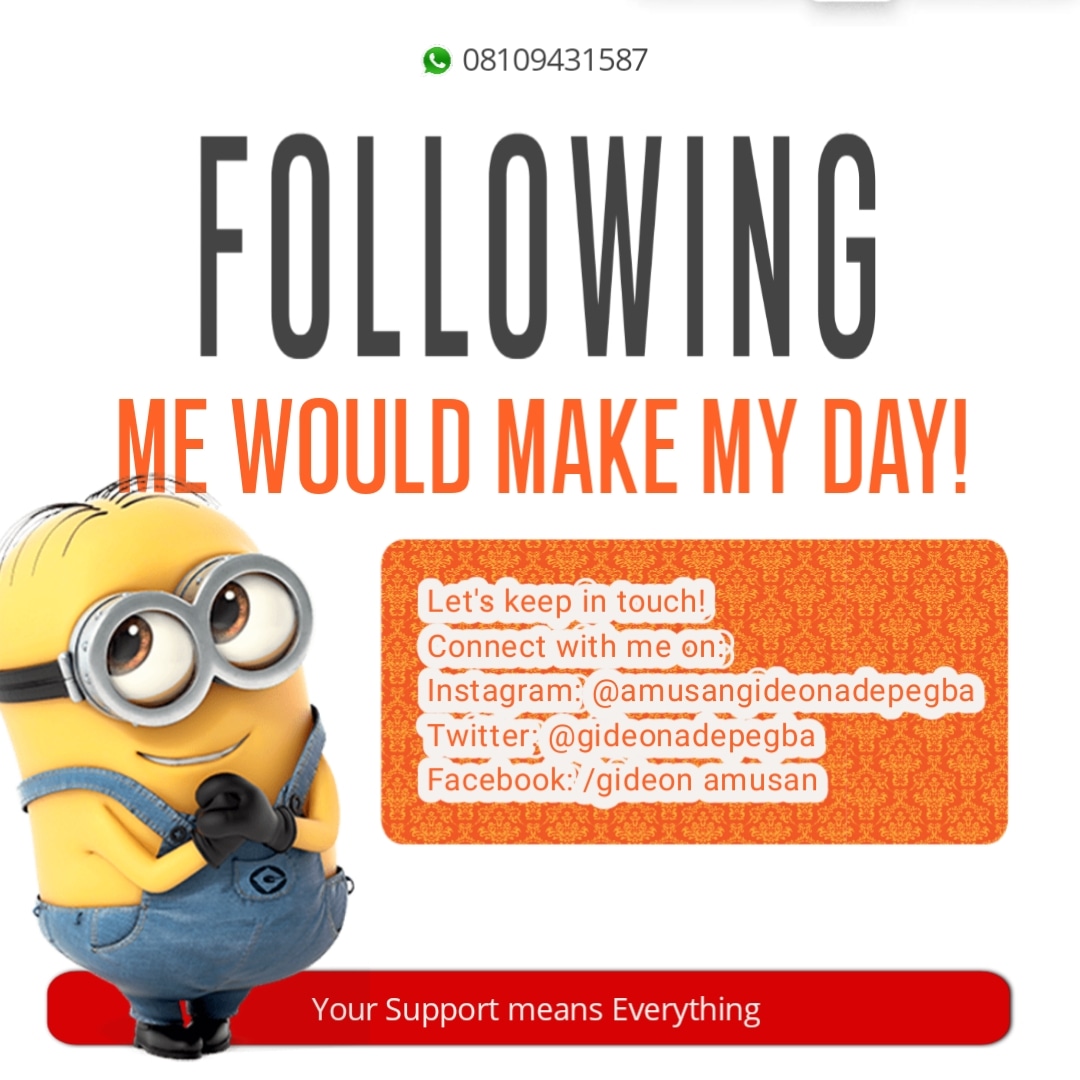 08109431587
FOLLOWING
ME WOULD MAKE MY DAY!
Let's keep in touch!
Connect with me on:
Instagram: @amusangideonadepegba
Twitter: @gideonadepegba
Facebook: /gideon amusan
Your Support means Everything